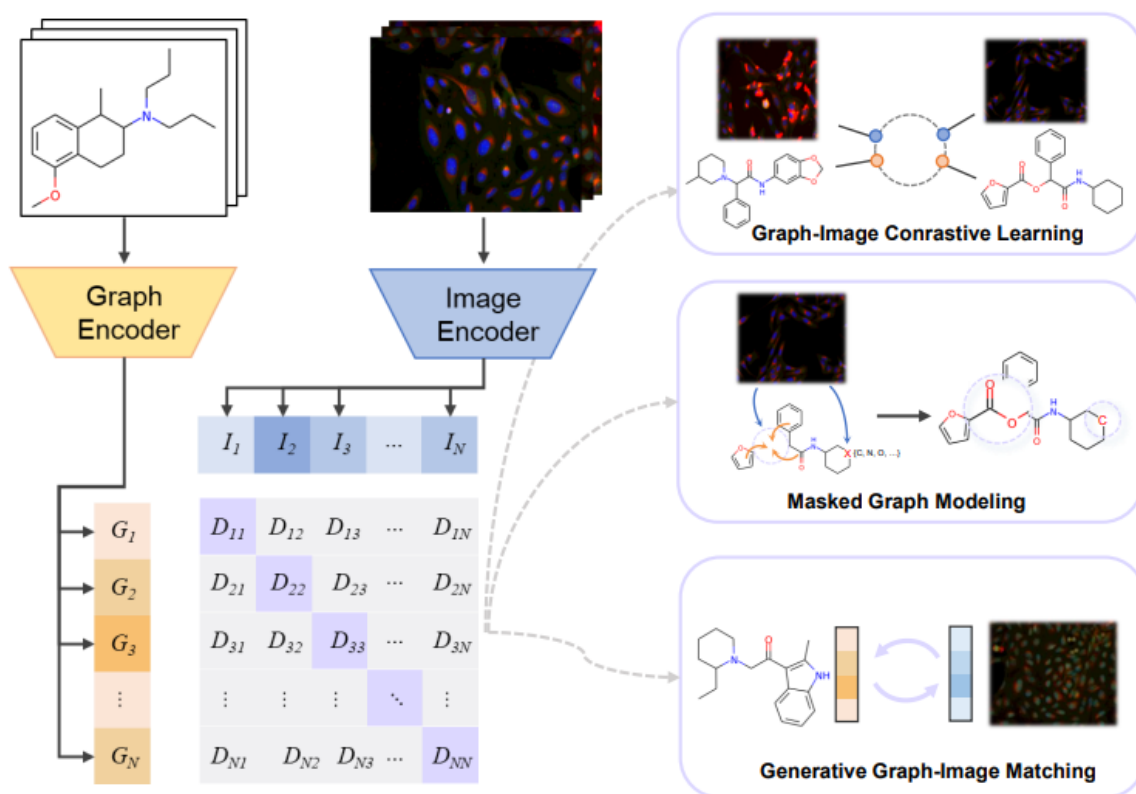 N
O
Graph
Encoder
Image
Encoder
I1 I2 I3 ... IN
G1
G2
G3
⋮
GN
D11 D12 D13 ... D1N
D21 D22 D23 ... D2N
D31 D32 D33 ... D3N
⋮ ⋮ ⋮ ⋱ ⋮
DN1 DN2 DN3 DNN
O
N
N
H
O
O
O
O
O
H
N
O
Graph-Image Conrastive Learning
O
O
H
N
X {C, N, O, ...}
O
O
O
O
H
N
C
Masked Graph Modeling
O
N
NH
Generative Graph-Image Matching